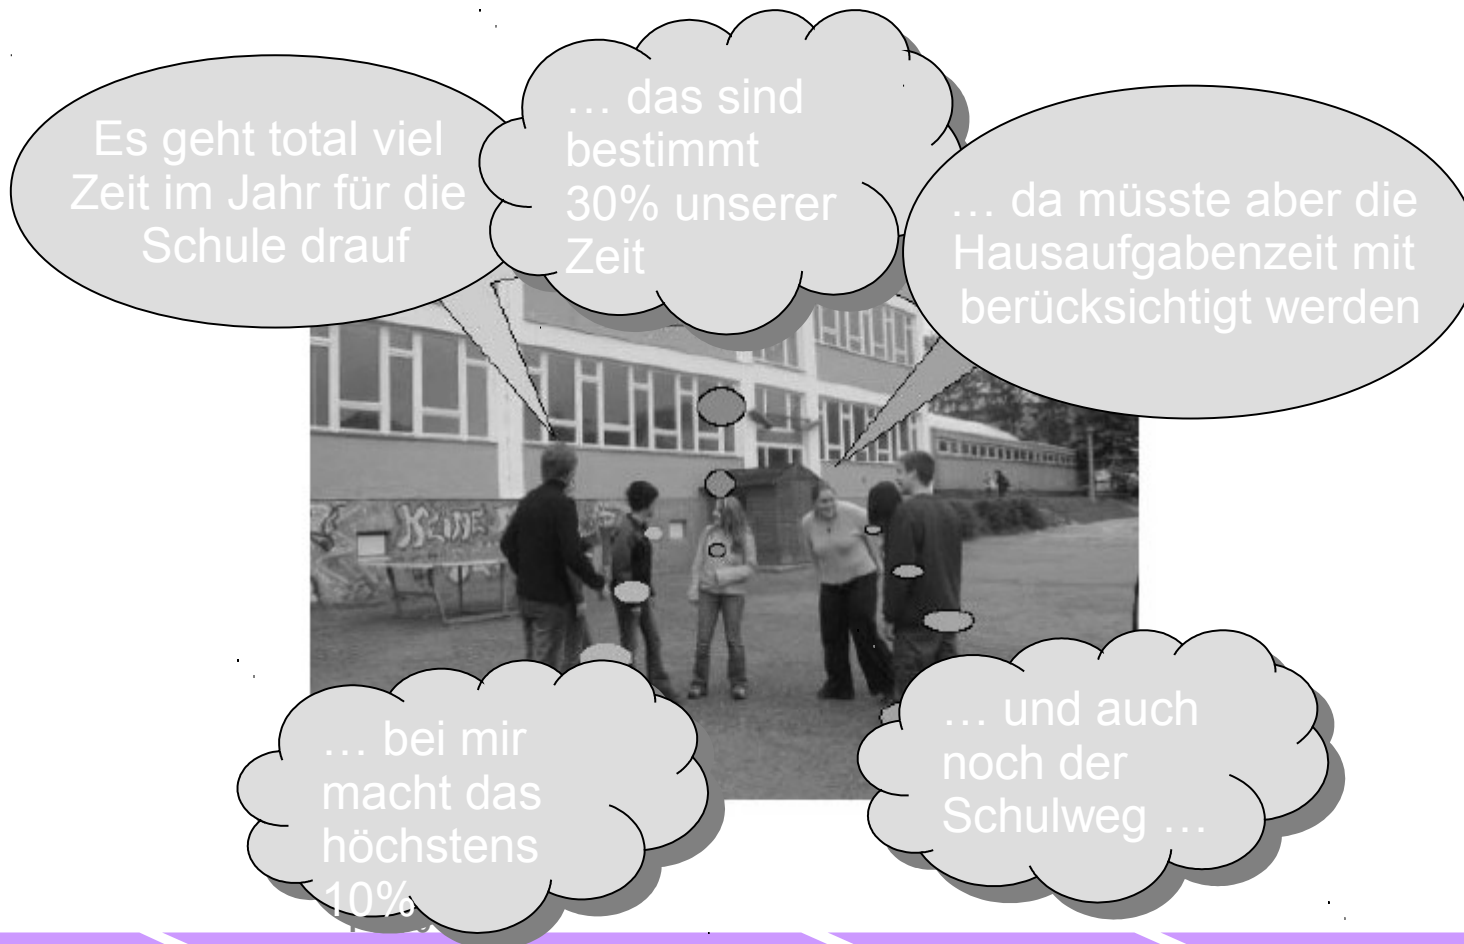 Es geht total viel
Zeit im Jahr für die
Schule drauf
… das sind
bestimmt
30% unserer
Zeit
… da müsste aber die
Hausaufgabenzeit mit
berücksichtigt werden
… bei mir
macht das
höchstens
10%
… und auch
noch der
Schulweg …